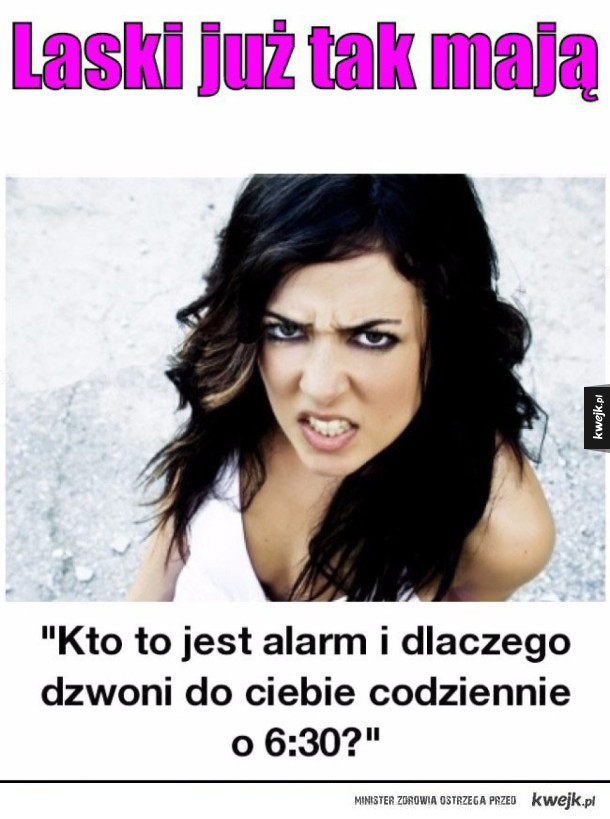 Laski już tak mają
kwejk.pl
"Kto to jest alarm i dlaczego
dzwoni do ciebie codziennie
o 6:30?"
MINISTER ZDROWIA OSTRZEGA PRZED kwejk.pl